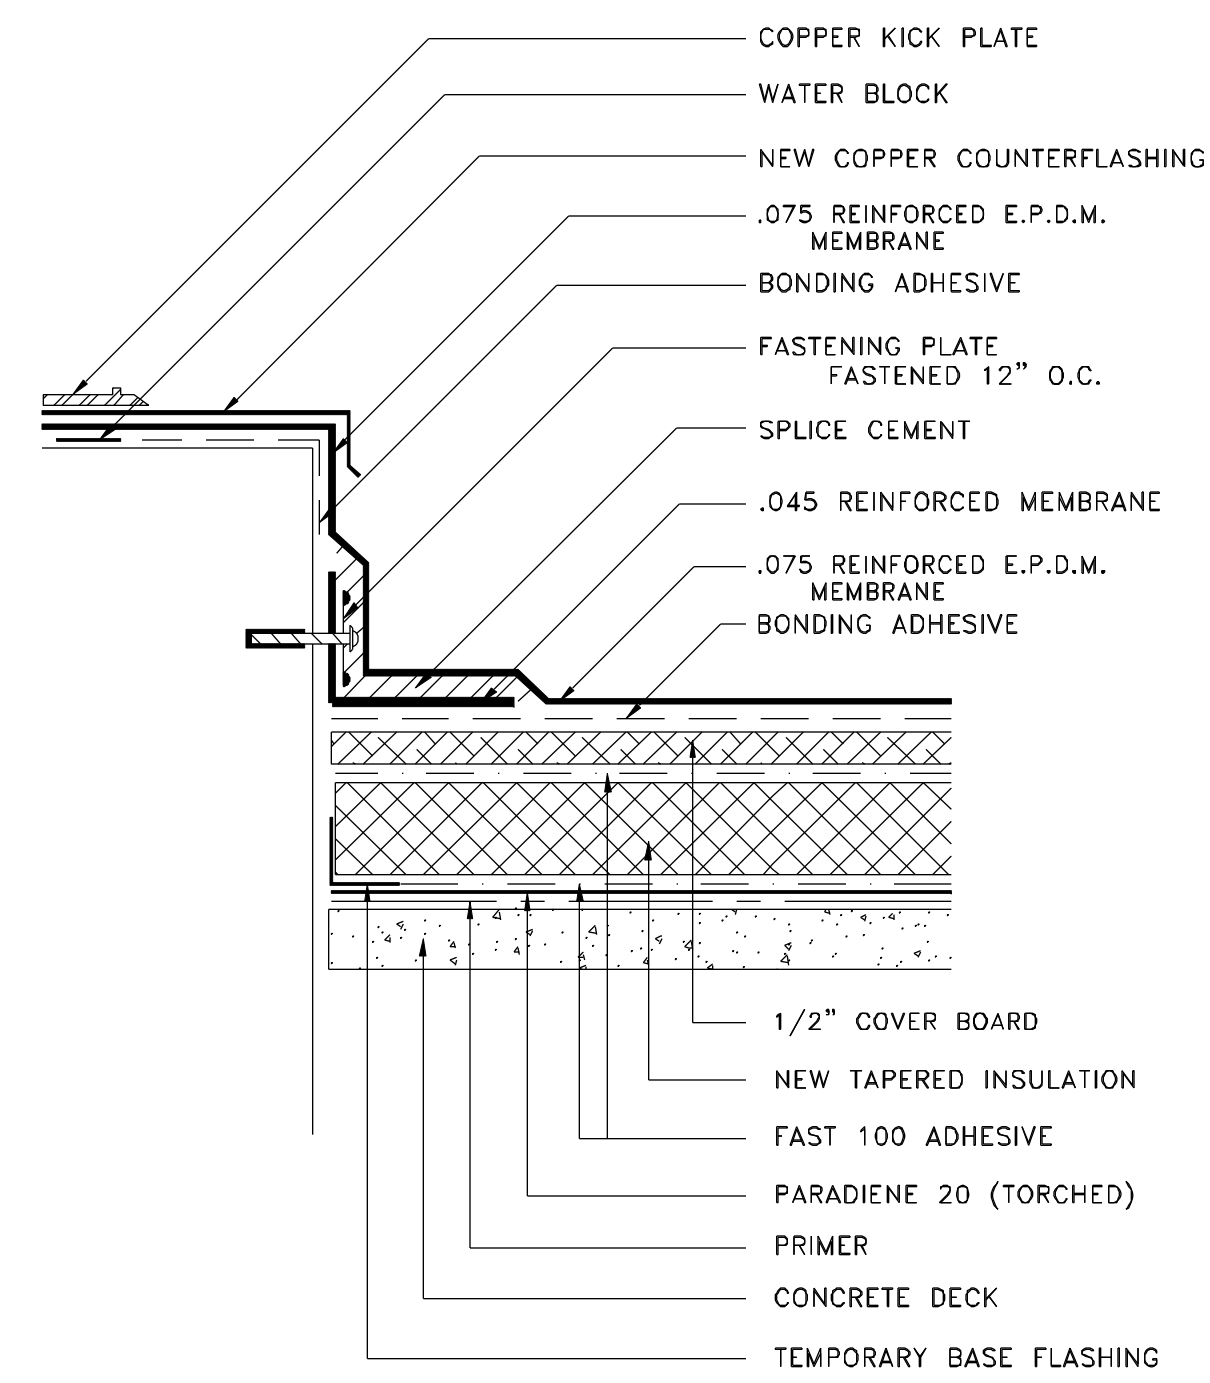 COPPER KICK PLATE
WATER BLOCK
NEW COPPER COUNTERFLASHING
.075 REINFORCED E.P.D.M.
MEMBRANE
BONDING ADHESIVE
FASTENING PLATE
FASTENED 12” O.C.
SPLICE CEMENT
.045 REINFORCED MEMBRANE
.075 REINFORCED E.P.D.M.
MEMBRANE
BONDING ADHESIVE
1/2” COVER BOARD
NEW TAPERED INSULATION
FAST 100 ADHESIVE
PARADIENE 20 (TORCHED)
PRIMER
CONCRETE DECK
TEMPORARY BASE FLASHING